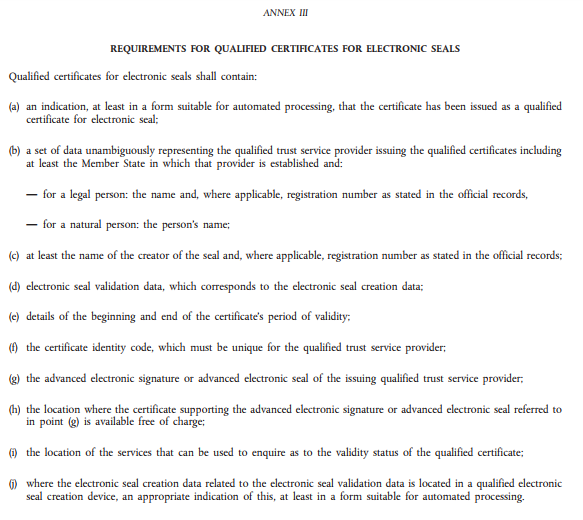 ANNEX III
REQUIREMENTS FOR QUALIFIED CERTIFICATES FOR ELECTRONIC SEALS
Qualified certificates for electronic seals shall contain:
(a) an indication, at least in a form suitable for automated processing, that the certificate has been issued as a qualified
certificate for electronic seal;
(b) a set of data unambiguously representing the qualified trust service provider issuing the qualified certificates including
at least the Member State in which that provider is established and:
— for a legal person: the name and, where applicable, registration number as stated in the official records,
— for a natural person: the person's name;
(c) at least the name of the creator of the seal and, where applicable, registration number as stated in the official records;
(d) electronic seal validation data, which corresponds to the electronic seal creation data;
(e) details of the beginning and end of the certificate's period of validity;
(f) the certificate identity code, which must be unique for the qualified trust service provider;
(g) the advanced electronic signature or advanced electronic seal of the issuing qualified trust service provider;
(h) the location where the certificate supporting the advanced electronic signature or advanced electronic seal referred to
in point (g) is available free of charge;
(i) the location of the services that can be used to enquire as to the validity status of the qualified certificate;
(j) where the electronic seal creation data related to the electronic seal validation data is located in a qualified electronic
seal creation device, an appropriate indication of this, at least in a form suitable for automated processing.